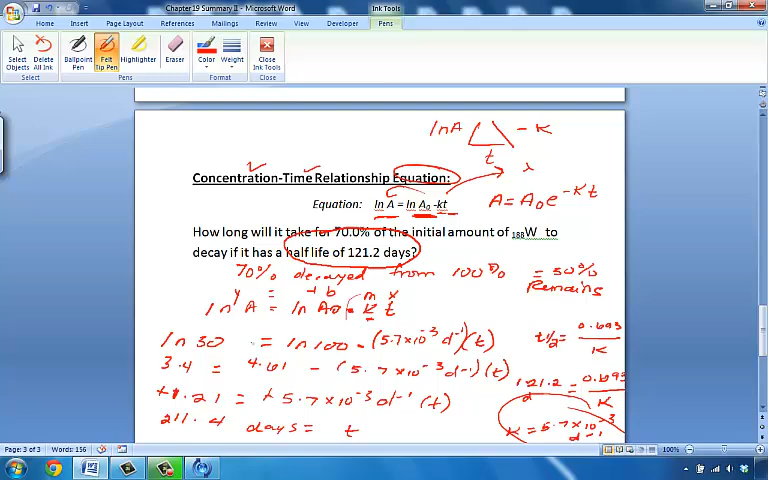 Chapter 19 Summary II - Microsoft Word
Ink Tools
Home Insert Page Layout References Mailings Review View Developer Pens
Select Objects
Delete All Ink
Ballpoint Pen
Felt Tip Pen
Highlighter
Eraser
Color
Weight
Close Ink Tools
Select Pens Format Close
ln A - K
t
λ
Concentration-Time Relationship Equation:
A = A₀e^-Kt
Equation: ln A = ln A₀ -kt
How long will it take for 70.0% of the initial amount of ₁₈₈W to
decay if it has a half life of 121.2 days?
70% decayed from 100% = 30% Remains
y + b m x
ln A = ln A₀ - K t
ln 30 = ln 100 - (5.7 x 10^-3 d^-1)(t)
t1/2 = 0.693 / K
3.4 = 4.61 - (5.7 x 10^-3 d-1)(t)
121.2 d = 0.693 / K
+1.21 = +5.7 x 10^-3 d^-1 (t)
K = 5.7 x 10^-3 d^-1
211.4 days = t
Page: 3 of 3 Words: 156
100%
4:18 PM